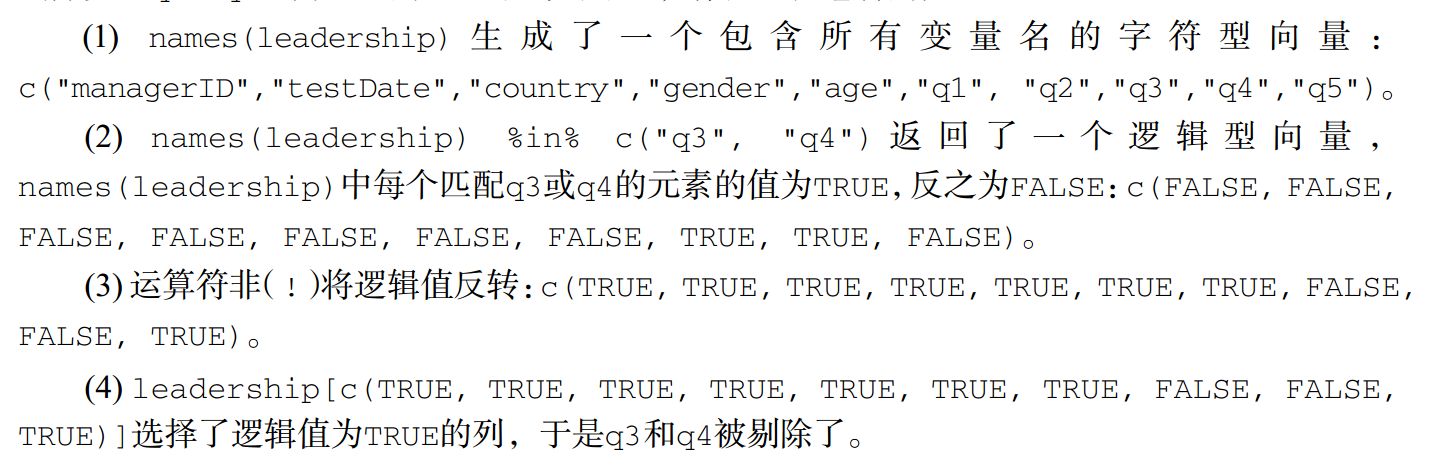 (1) names(leadership)生成了一个包含所有变量名的字符型向量：
c("managerID","testDate","country","gender","age","q1", "q2","q3","q4","q5")。
(2) names(leadership) %in% c("q3", "q4")返回了一个逻辑型向量，
names(leadership)中每个匹配q3或q4的元素的值为TRUE，反之为FALSE：c(FALSE, FALSE,
FALSE, FALSE, FALSE, FALSE, FALSE, TRUE, TRUE, FALSE)。
(3) 运算符非(!)将逻辑值反转：c(TRUE, TRUE, TRUE, TRUE, TRUE, TRUE, TRUE, FALSE,
FALSE, TRUE)。
(4) leadership[c(TRUE, TRUE, TRUE, TRUE, TRUE, TRUE, TRUE, FALSE, FALSE,
TRUE)]选择了逻辑值为TRUE的列，于是q3和q4被剔除了。